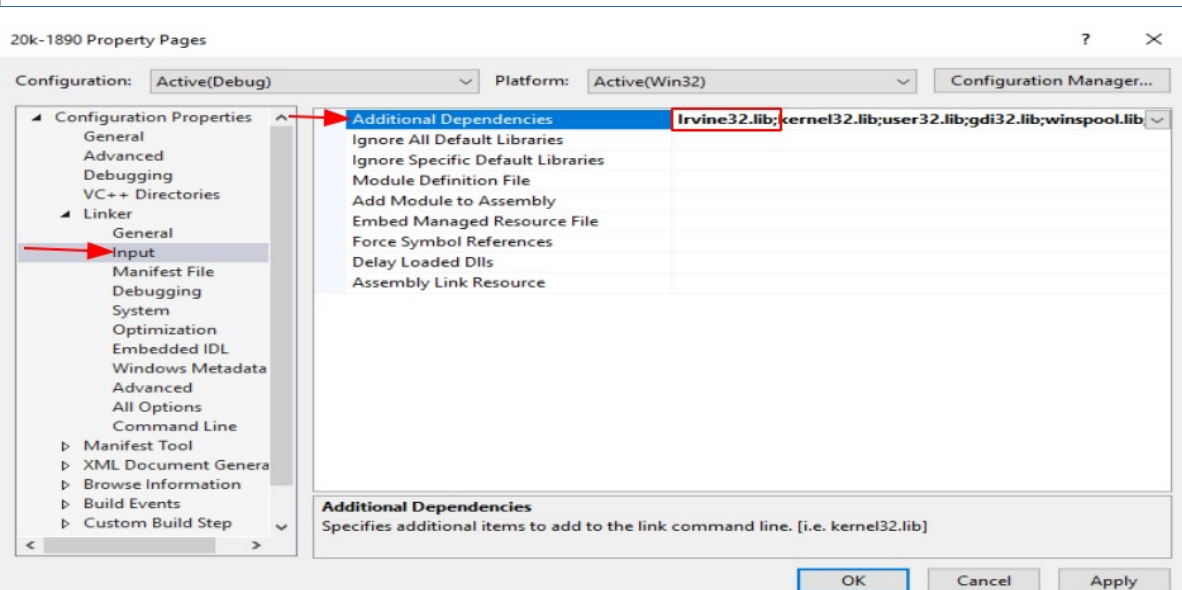 20k-1890 Property Pages
? ×
Configuration: Active(Debug) Platform: Active(Win32) Configuration Manager...
Configuration Properties
General
Advanced
Debugging
VC++ Directories
Linker
General
Input
Manifest File
Debugging
System
Optimization
Embedded IDL
Windows Metadata
Advanced
All Options
Command Line
Manifest Tool
XML Document Genera
Browse Information
Build Events
Custom Build Step
Additional Dependencies Irvine32.lib;kernel32.lib;user32.lib;gdi32.lib;winspool.lib;
Ignore All Default Libraries
Ignore Specific Default Libraries
Module Definition File
Add Module to Assembly
Embed Managed Resource File
Force Symbol References
Delay Loaded Dlls
Assembly Link Resource
Additional Dependencies
Specifies additional items to add to the link command line. [i.e. kernel32.lib]
OK Cancel Apply